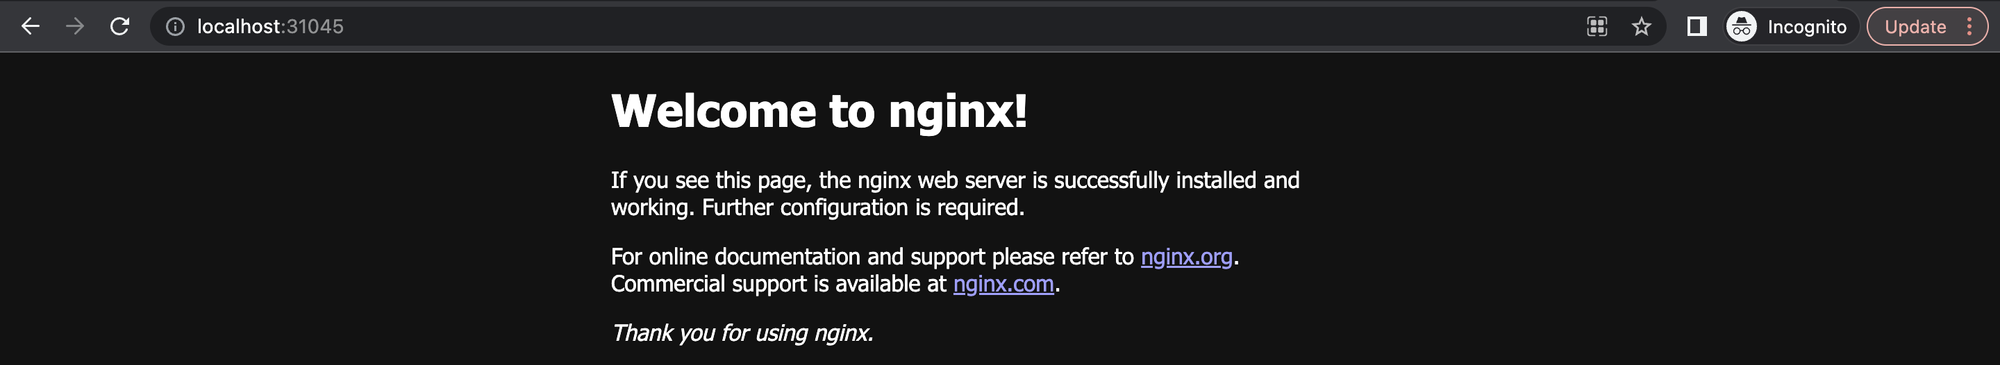 localhost:31045
Incognito
Update
Welcome to nginx!
If you see this page, the nginx web server is successfully installed and
working. Further configuration is required.
For online documentation and support please refer to nginx.org.
Commercial support is available at nginx.com.
Thank you for using nginx.